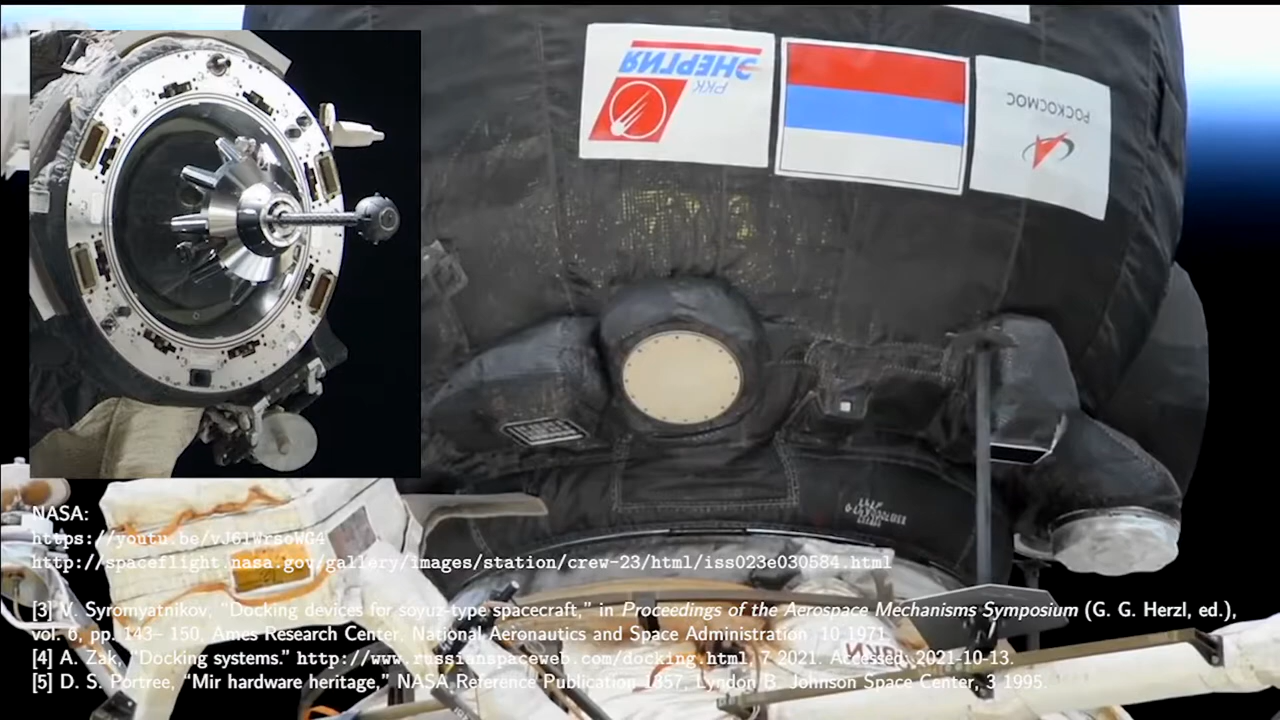 РКК
ЭНЕРГИЯ
РОСКОСМОС
NASA:
https://youtu.be/vJ61WrsoWG4
http://spaceflight.nasa.gov/gallery/images/station/crew-23/html/iss023e030584.html
[3] V. Syromyatnikov, “Docking devices for soyuz-type spacecraft,” in Proceedings of the Aerospace Mechanisms Symposium (G. G. Herzl, ed.),
vol. 6, pp. 143– 150, Ames Research Center, National Aeronautics and Space Administration, 10 1971.
[4] A. Zak, “Docking systems.” http://www.russianspaceweb.com/docking.html, 7 2021. Accessed: 2021-10-13.
[5] D. S. Portree, “Mir hardware heritage,” NASA Reference Publication 1357, Lyndon B. Johnson Space Center, 3 1995.